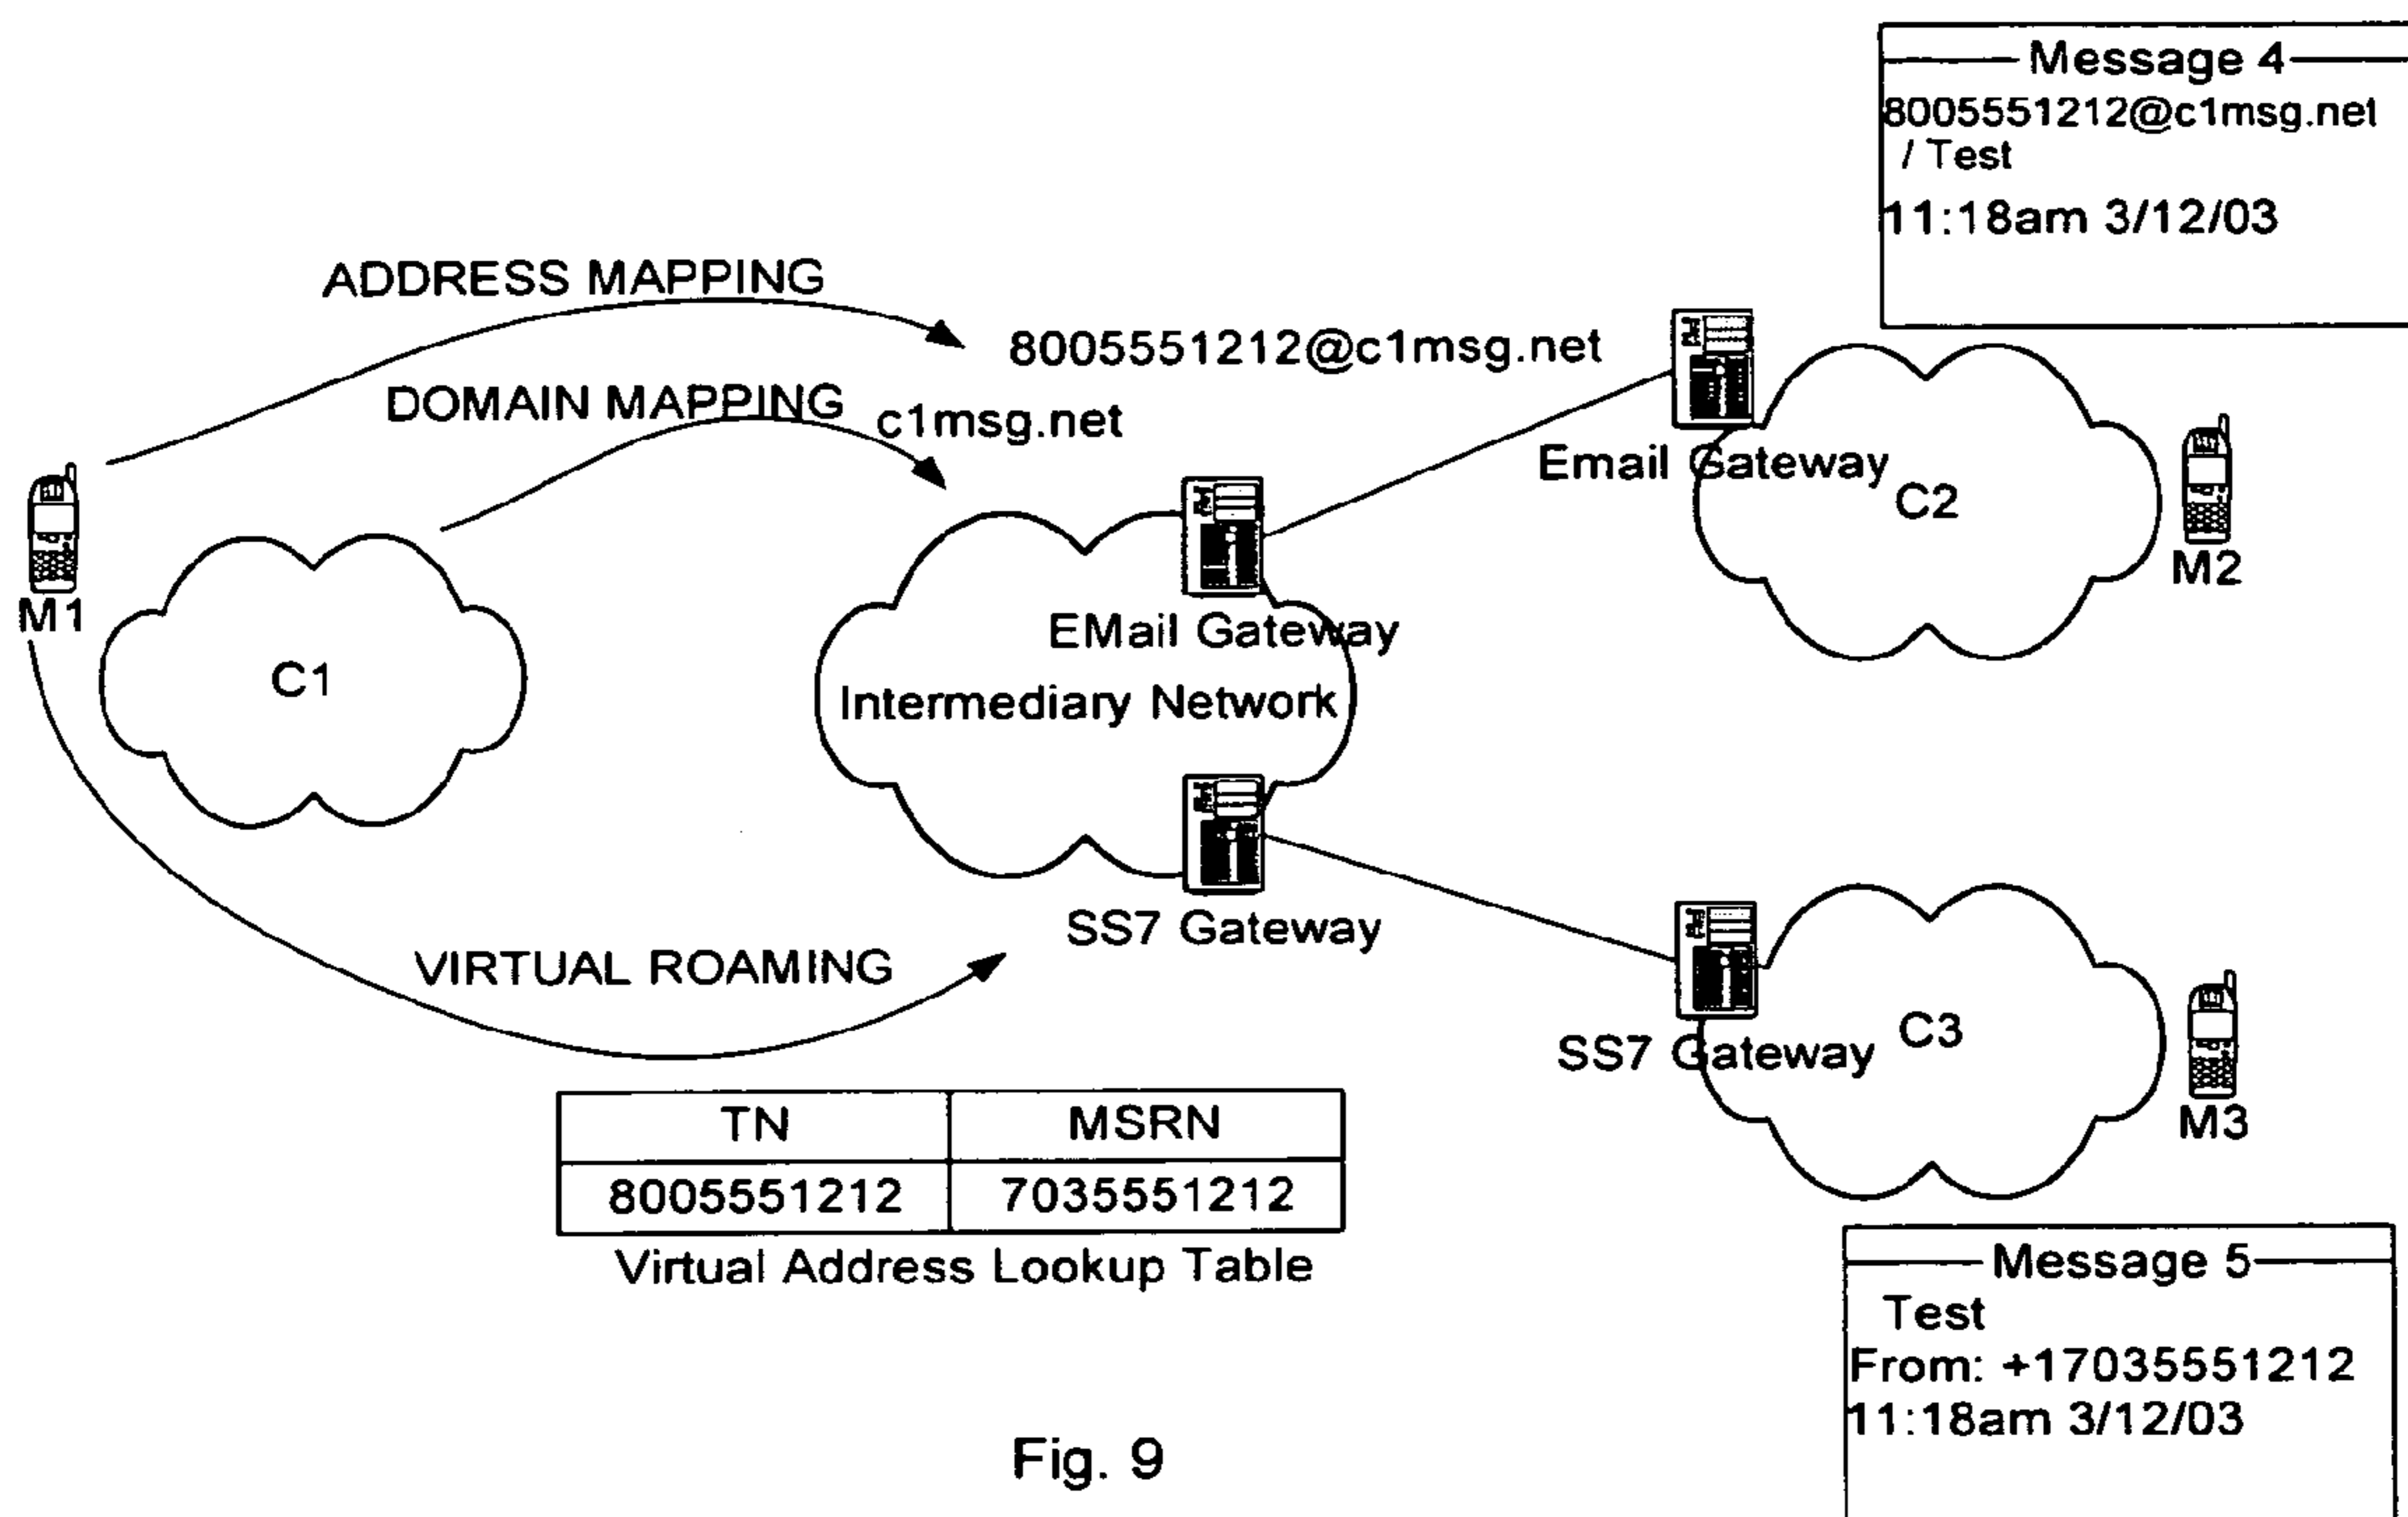 Message 4
8005551212@c1msg.net
/ Test
11:18am 3/12/03
ADDRESS MAPPING
8005551212@c1msg.net
DOMAIN MAPPING
c1msg.net
Email Gateway
C2
M2
M1
EMail Gateway
C1
Intermediary Network
SS7 Gateway
VIRTUAL ROAMING
SS7 Gateway
C3
M3
TN MSRN
8005551212 7035551212
Virtual Address Lookup Table
Message 5
Test
From: +17035551212
11:18am 3/12/03
Fig. 9